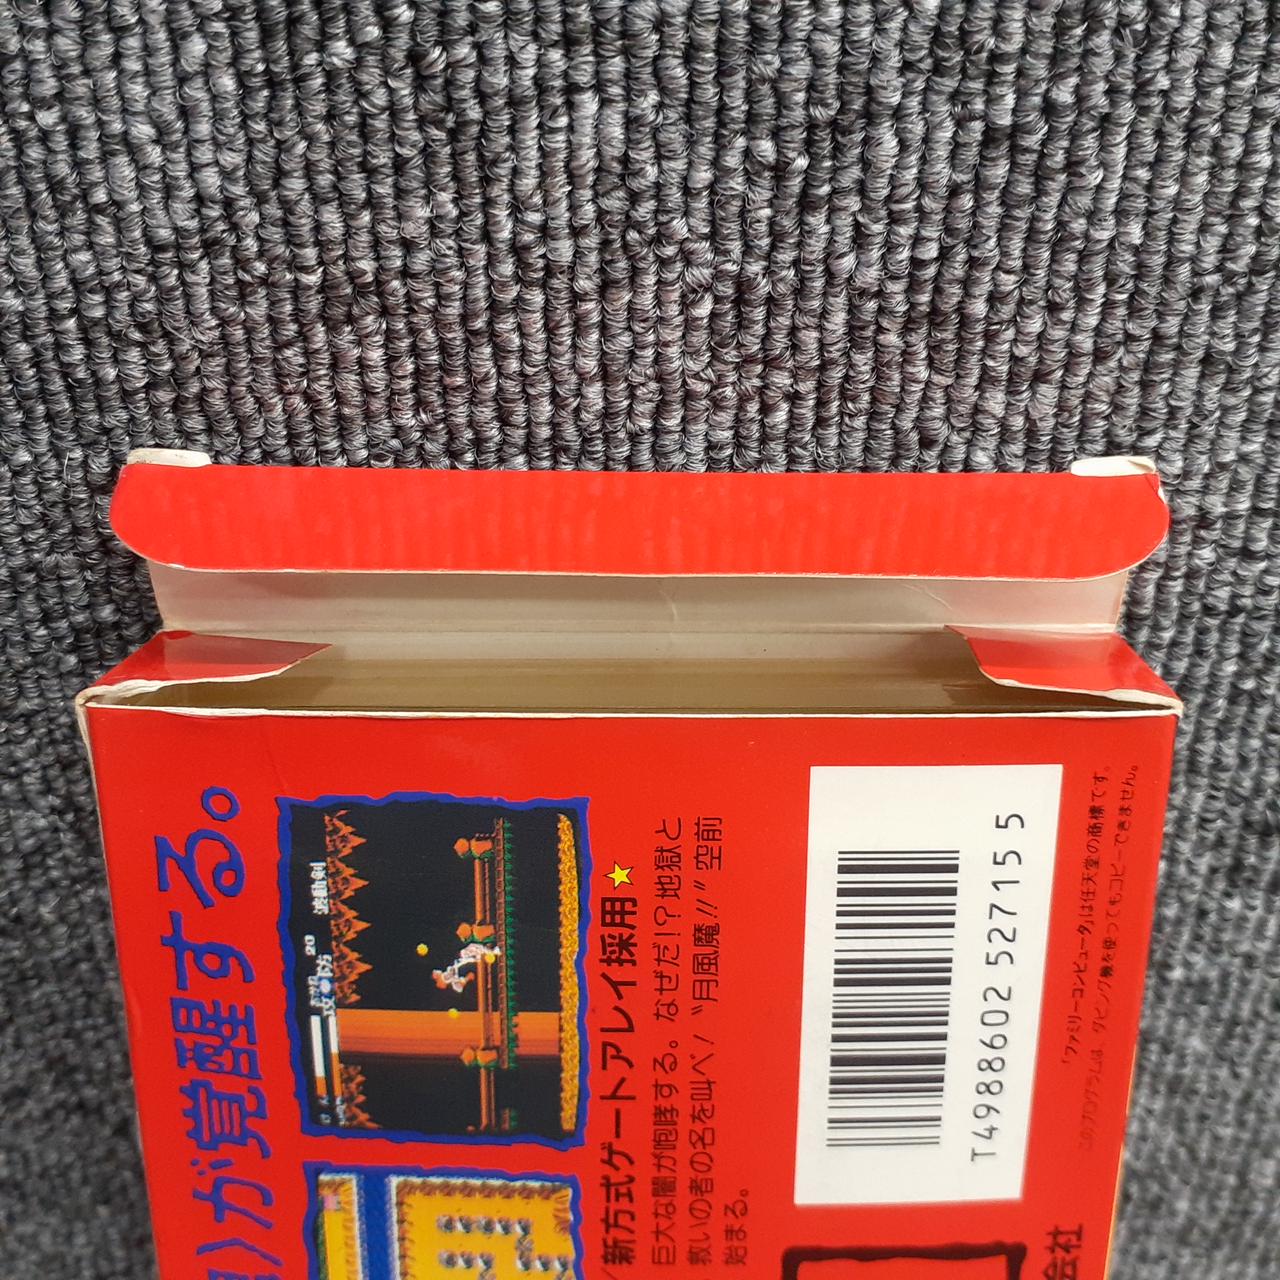 が覚醒する。
波動剣
20
新方式ゲートアレイ採用★
巨大な闇が咆哮する。なぜだ!?地獄と
救いの者の名を叫べ!〝月風魔!!〟空前
始まる。
T4988602 52715 5
「ファミリーコンピュータ」は任天堂の商標です。
このプログラムは、ダビング機を使ってもコピーできません。
会社